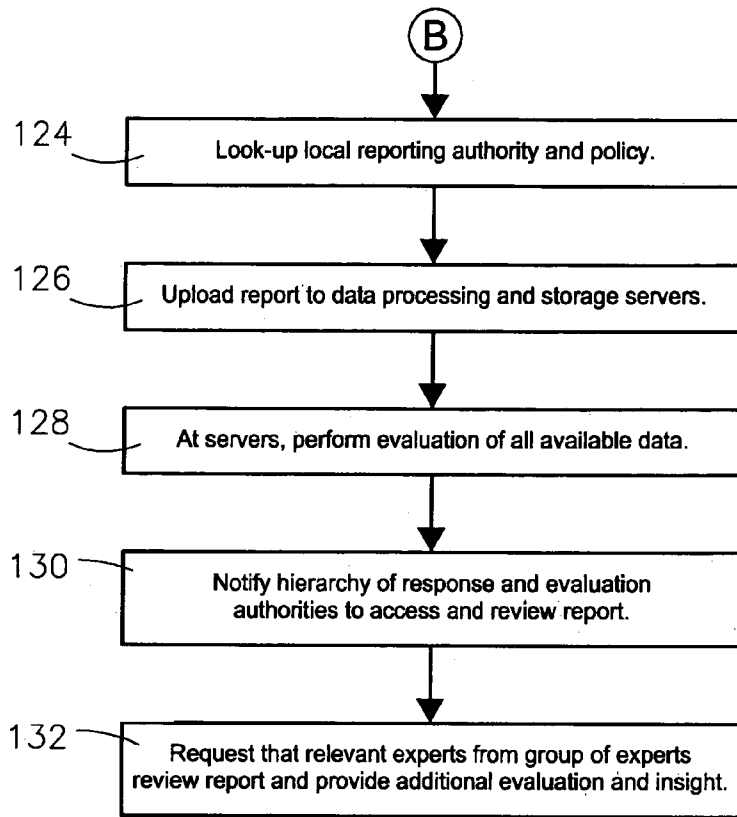 B
124
Look-up local reporting authority and policy.
126
Upload report to data processing and storage servers.
128
At servers, perform evaluation of all available data.
130
Notify hierarchy of response and evaluation
authorities to access and review report.
132
Request that relevant experts from group of experts
review report and provide additional evaluation and insight.